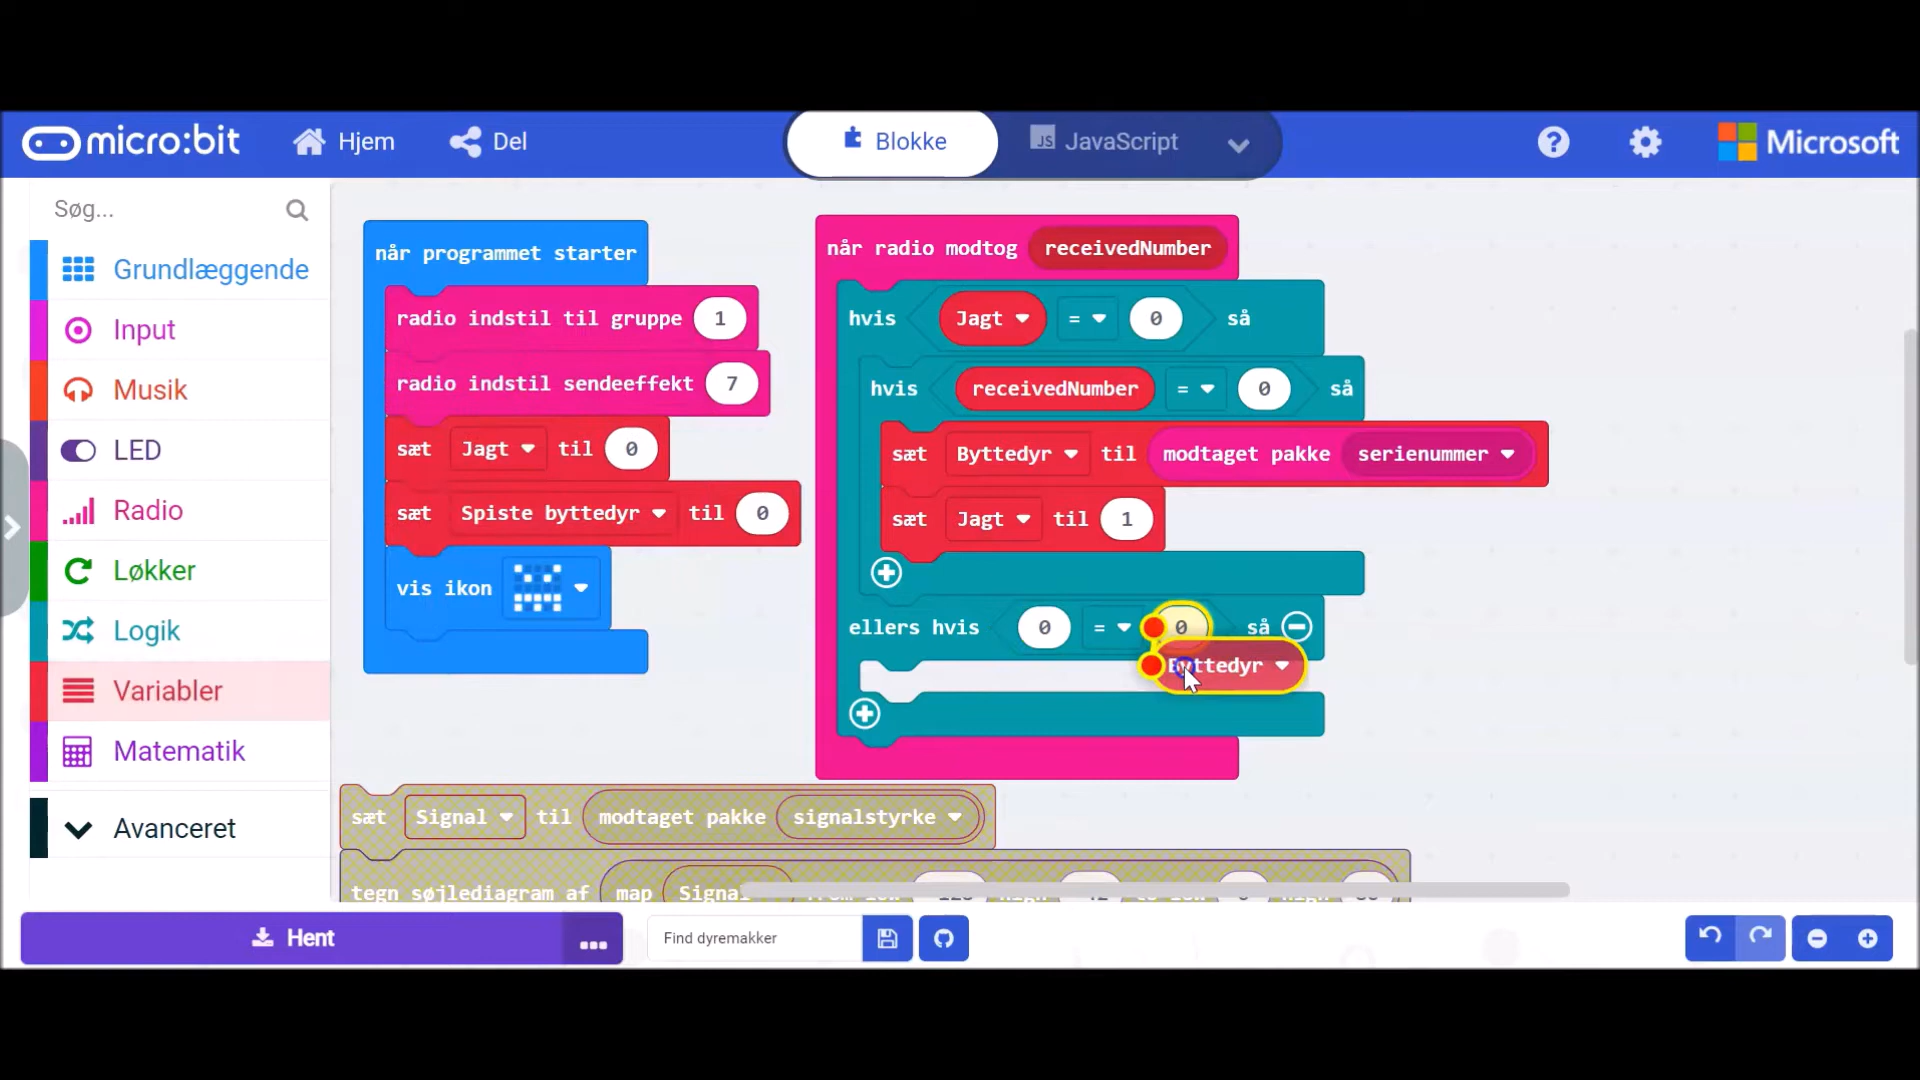 micro:bit Hjem Del Blokke JavaScript Microsoft
Søg...
Grundlæggende
Input
Musik
LED
Radio
Løkker
Logik
Variabler
Matematik
Avanceret
når programmet starter
radio indstil til gruppe 1
radio indstil sendeeffekt 7
sæt Jagt til 0
sæt Spiste byttedyr til 0
vis ikon
når radio modtog receivedNumber
hvis Jagt = 0 så
hvis receivedNumber = 0 så
sæt Byttedyr til modtaget pakke serienummer
sæt Jagt til 1
ellers hvis 0 = 0 så
Byttedyr
sæt Signal til modtaget pakke signalstyrke
tegn søjlediagram af map Signal
Hent ... Find dyremakker